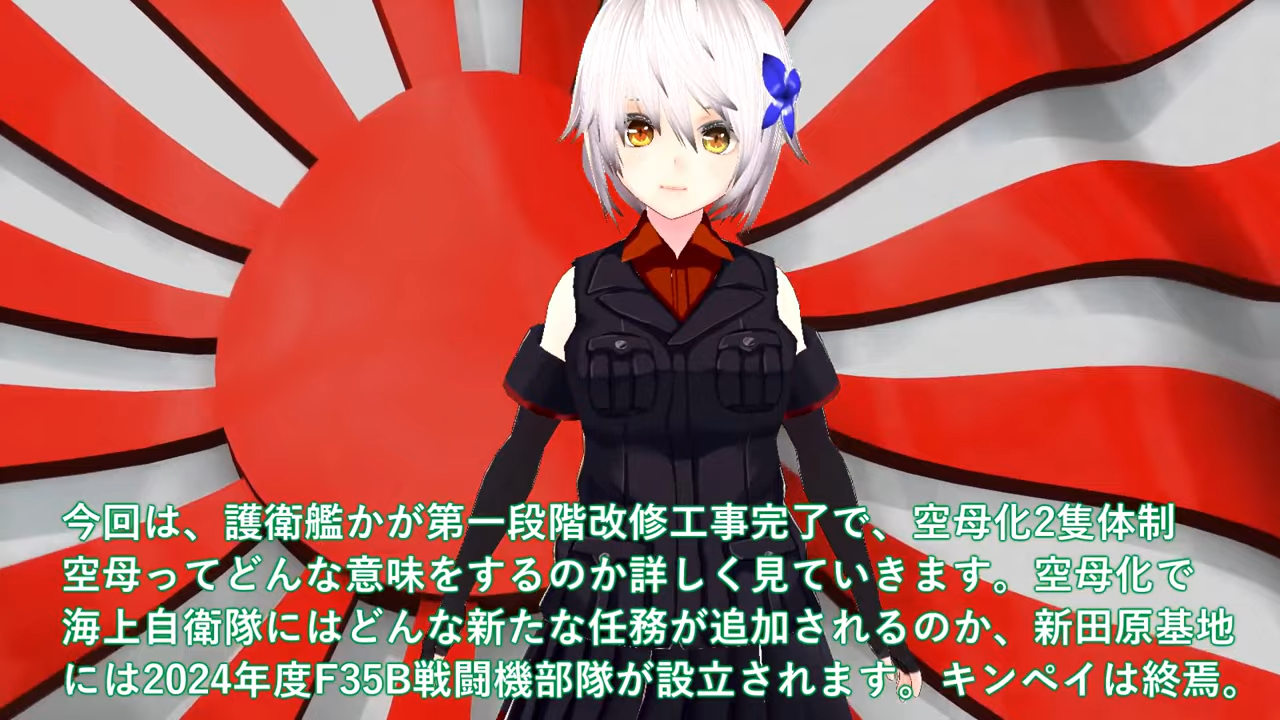 今回は、護衛艦かが第一段階改修工事完了で、空母化2隻体制
空母ってどんな意味をするのか詳しく見ていきます。空母化で
海上自衛隊にはどんな新たな任務が追加されるのか、新田原基地
には2024年度F35B戦闘機部隊が設立されます。キンペイは終焉。